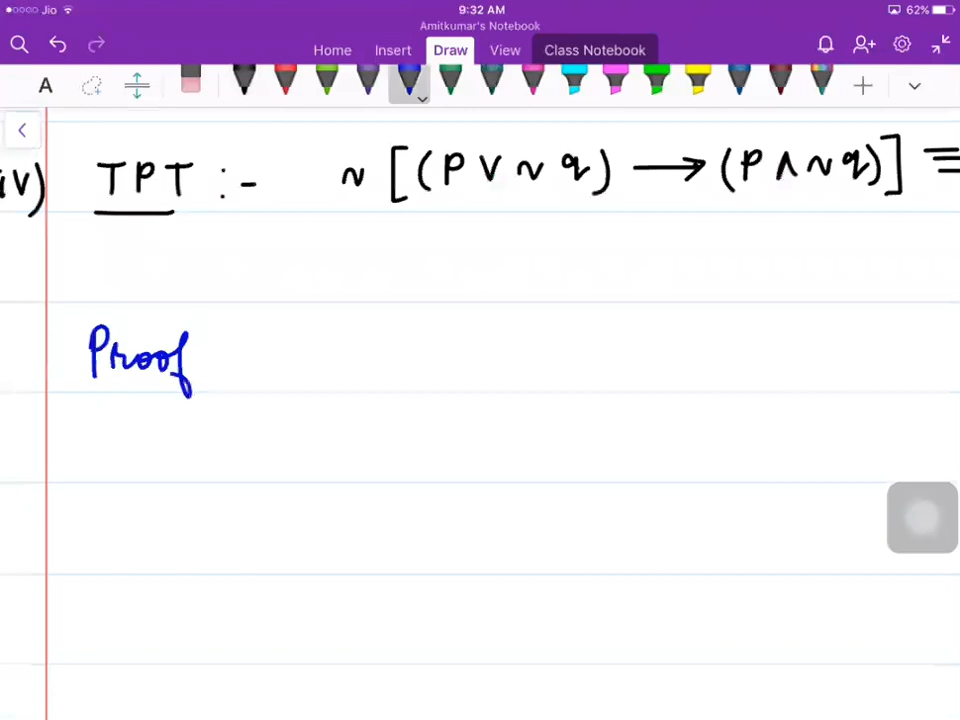 Jio 9:32 AM 62%
Amitkumar's Notebook
Home Insert Draw View Class Notebook
A
iv) TPT :- ~ [(P ∨ ~ q) → (P ∧ ~ q)] ≡
Proof